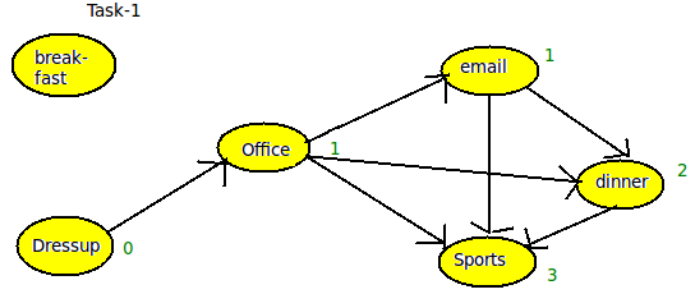 Task-1
break-
fast
email 1
Office 1
dinner 2
Dressup 0
Sports 3